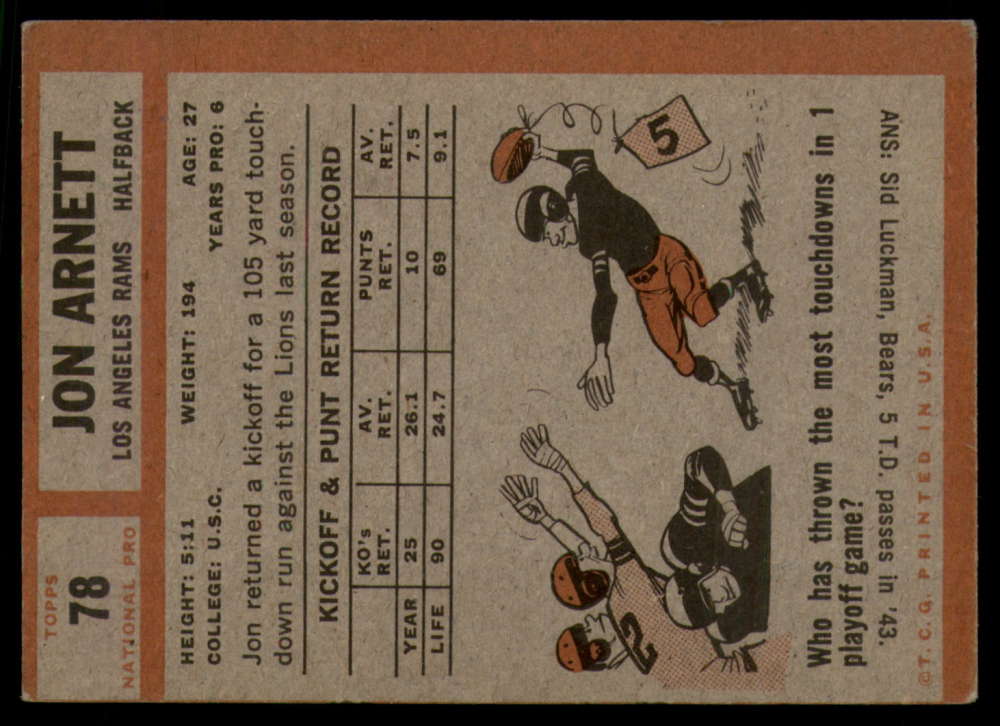 TOPPS
78
NATIONAL PRO
JON ARNETT
LOS ANGELES RAMS HALFBACK
HEIGHT: 5:11 WEIGHT: 194 AGE: 27
COLLEGE: U.S.C. YEARS PRO: 6
Jon returned a kickoff for a 105 yard touch-
down run against the Lions last season.
KICKOFF & PUNT RETURN RECORD
KO's RET. AV. RET. PUNTS RET. AV. RET.
YEAR 25 26.1 10 7.5
LIFE 90 24.7 69 9.1
5
2
Who has thrown the most touchdowns in 1
playoff game?
ANS: Sid Luckman, Bears, 5 T.D. passes in '43.
© T. C. G. PRINTED IN U.S.A.